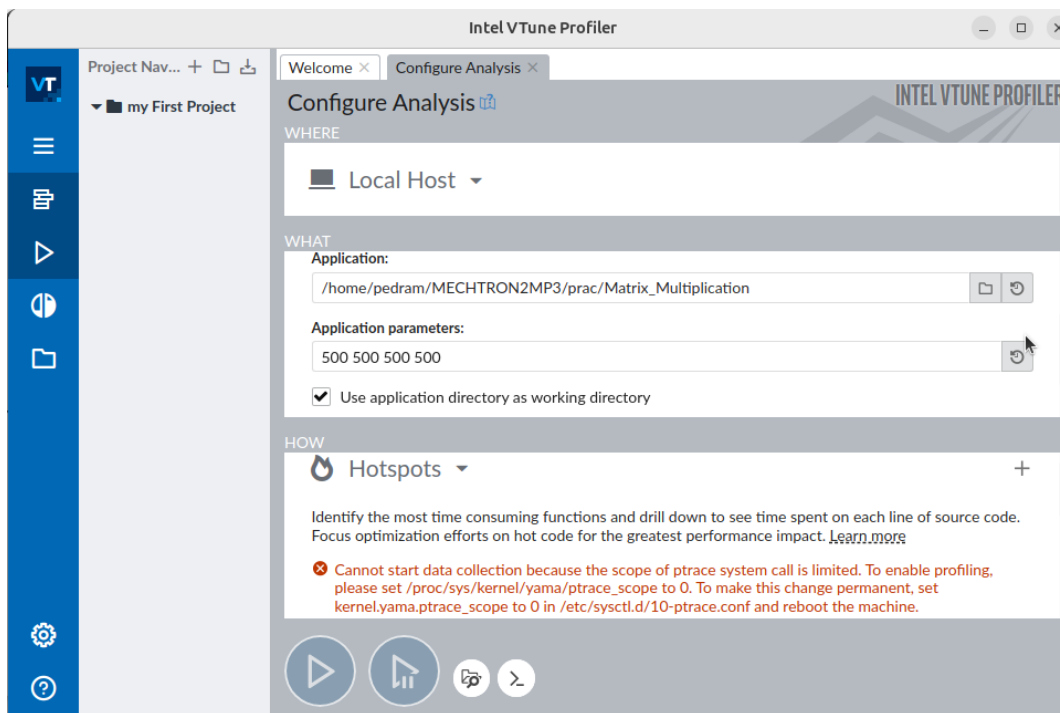 Intel VTune Profiler
Project Nav...
Welcome
Configure Analysis
VT
my First Project
Configure Analysis
INTEL VTUNE PROFILER
WHERE
Local Host
WHAT
Application:
/home/pedram/MECHTRON2MP3/prac/Matrix_Multiplication
Application parameters:
500 500 500 500
Use application directory as working directory
HOW
Hotspots
Identify the most time consuming functions and drill down to see time spent on each line of source code.
Focus optimization efforts on hot code for the greatest performance impact. Learn more
Cannot start data collection because the scope of ptrace system call is limited. To enable profiling,
please set /proc/sys/kernel/yama/ptrace_scope to 0. To make this change permanent, set
kernel.yama.ptrace_scope to 0 in /etc/sysctl.d/10-ptrace.conf and reboot the machine.